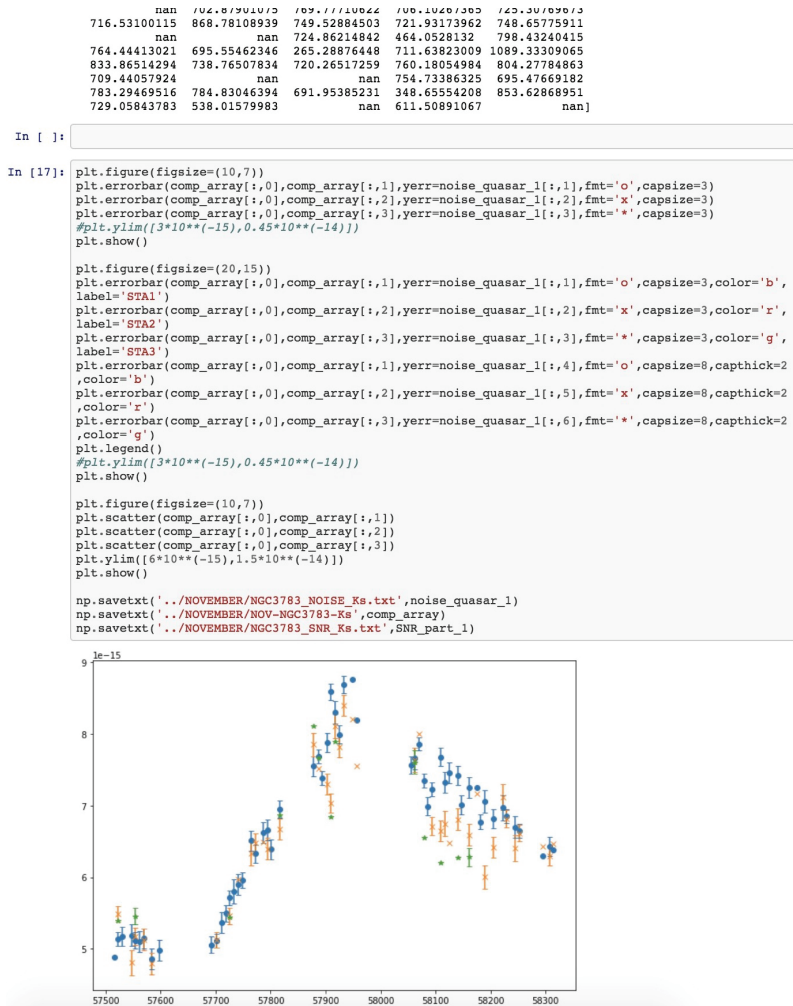 nan 702.87901075 769.77710622 706.10267365 725.30769673
716.53100115 868.78108939 749.52884503 721.93173962 748.65775911
nan nan 724.86214842 464.0528132 798.43240415
764.44413021 695.55462346 265.28876448 711.63823009 1089.33309065
833.86514294 738.76507834 720.26517259 760.18054984 804.27784863
709.44057924 nan nan 754.73386325 695.47669182
783.29469516 784.83046394 691.95385231 348.65554208 853.62868951
729.05843783 538.01579983 nan 611.50891067 nan]
In [ ]:
In [17]: plt.figure(figsize=(10,7))
plt.errorbar(comp_array[:,0],comp_array[:,1],yerr=noise_quasar_1[:,1],fmt='o',capsize=3)
plt.errorbar(comp_array[:,0],comp_array[:,2],yerr=noise_quasar_1[:,2],fmt='x',capsize=3)
plt.errorbar(comp_array[:,0],comp_array[:,3],yerr=noise_quasar_1[:,3],fmt='*',capsize=3)
#plt.ylim([3*10**(-15),0.45*10**(-14)])
plt.show()
plt.figure(figsize=(20,15))
plt.errorbar(comp_array[:,0],comp_array[:,1],yerr=noise_quasar_1[:,1],fmt='o',capsize=3,color='b',
label='STA1')
plt.errorbar(comp_array[:,0],comp_array[:,2],yerr=noise_quasar_1[:,2],fmt='x',capsize=3,color='r',
label='STA2')
plt.errorbar(comp_array[:,0],comp_array[:,3],yerr=noise_quasar_1[:,3],fmt='*',capsize=3,color='g',
label='STA3')
plt.errorbar(comp_array[:,0],comp_array[:,1],yerr=noise_quasar_1[:,4],fmt='o',capsize=8,capthick=2
,color='b')
plt.errorbar(comp_array[:,0],comp_array[:,2],yerr=noise_quasar_1[:,5],fmt='x',capsize=8,capthick=2
,color='r')
plt.errorbar(comp_array[:,0],comp_array[:,3],yerr=noise_quasar_1[:,6],fmt='*',capsize=8,capthick=2
,color='g')
plt.legend()
#plt.ylim([3*10**(-15),0.45*10**(-14)])
plt.show()
plt.figure(figsize=(10,7))
plt.scatter(comp_array[:,0],comp_array[:,1])
plt.scatter(comp_array[:,0],comp_array[:,2])
plt.scatter(comp_array[:,0],comp_array[:,3])
plt.ylim([6*10**(-15),1.5*10**(-14)])
plt.show()
np.savetxt('../NOVEMBER/NGC3783_NOISE_Ks.txt',noise_quasar_1)
np.savetxt('../NOVEMBER/NOV-NGC3783-Ks',comp_array)
np.savetxt('../NOVEMBER/NGC3783_SNR_Ks.txt',SNR_part_1)
1e-15
9
8
7
6
5
57500 57600 57700 57800 57900 58000 58100 58200 58300